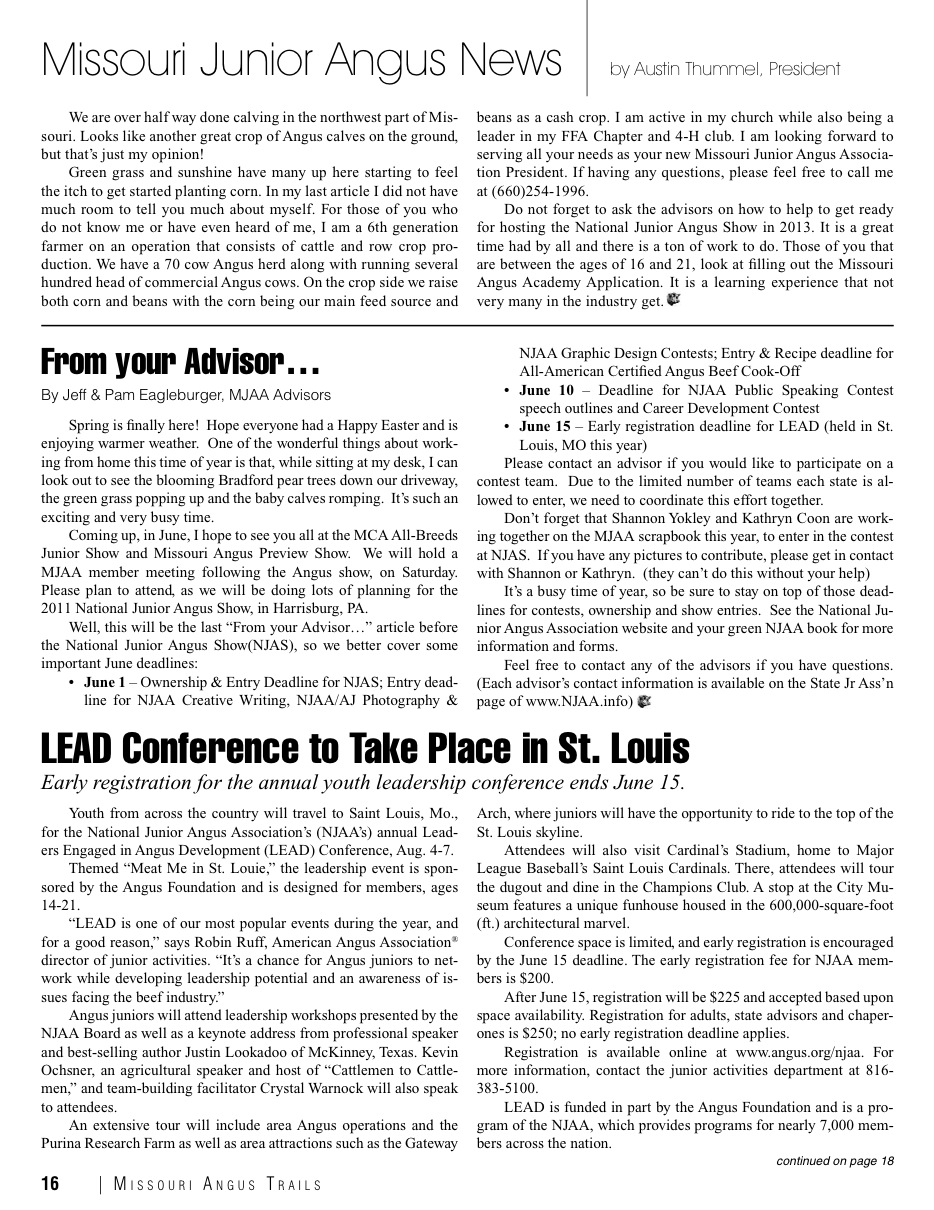 Missouri Junior Angus News
by Austin Thummel, President
We are over half way done calving in the northwest part of Mis-
souri. Looks like another great crop of Angus calves on the ground,
but that's just my opinion!
Green grass and sunshine have many up here starting to feel
the itch to get started planting corn. In my last article I did not have
much room to tell you much about myself. For those of you who
do not know me or have even heard of me, I am a 6th generation
farmer on an operation that consists of cattle and row crop pro-
duction. We have a 70 cow Angus herd along with running several
hundred head of commercial Angus cows. On the crop side we raise
both corn and beans with the corn being our main feed source and
beans as a cash crop. I am active in my church while also being a
leader in my FFA Chapter and 4-H club. I am looking forward to
serving all your needs as your new Missouri Junior Angus Associa-
tion President. If having any questions, please feel free to call me
at (660)254-1996.
Do not forget to ask the advisors on how to help to get ready
for hosting the National Junior Angus Show in 2013. It is a great
time had by all and there is a ton of work to do. Those of you that
are between the ages of 16 and 21, look at filling out the Missouri
Angus Academy Application. It is a learning experience that not
very many in the industry get.
From your Advisor…
By Jeff & Pam Eagleburger, MJAA Advisors
Spring is finally here! Hope everyone had a Happy Easter and is
enjoying warmer weather. One of the wonderful things about work-
ing from home this time of year is that, while sitting at my desk, I can
look out to see the blooming Bradford pear trees down our driveway,
the green grass popping up and the baby calves romping. It's such an
exciting and very busy time.
Coming up, in June, I hope to see you all at the MCA All-Breeds
Junior Show and Missouri Angus Preview Show. We will hold a
MJAA member meeting following the Angus show, on Saturday.
Please plan to attend, as we will be doing lots of planning for the
2011 National Junior Angus Show, in Harrisburg, PA.
Well, this will be the last “From your Advisor…” article before
the National Junior Angus Show(NJAS), so we better cover some
important June deadlines:
• June 1 – Ownership & Entry Deadline for NJAS; Entry dead-
line for NJAA Creative Writing, NJAA/AJ Photography &
NJAA Graphic Design Contests; Entry & Recipe deadline for
All-American Certified Angus Beef Cook-Off
• June 10 – Deadline for NJAA Public Speaking Contest
speech outlines and Career Development Contest
• June 15 – Early registration deadline for LEAD (held in St.
Louis, MO this year)
Please contact an advisor if you would like to participate on a
contest team. Due to the limited number of teams each state is al-
lowed to enter, we need to coordinate this effort together.
Don't forget that Shannon Yokley and Kathryn Coon are work-
ing together on the MJAA scrapbook this year, to enter in the contest
at NJAS. If you have any pictures to contribute, please get in contact
with Shannon or Kathryn. (they can't do this without your help)
It's a busy time of year, so be sure to stay on top of those dead-
lines for contests, ownership and show entries. See the National Ju-
nior Angus Association website and your green NJAA book for more
information and forms.
Feel free to contact any of the advisors if you have questions.
(Each advisor's contact information is available on the State Jr Ass'n
page of www.NJAA.info)
LEAD Conference to Take Place in St. Louis
Early registration for the annual youth leadership conference ends June 15.
Youth from across the country will travel to Saint Louis, Mo.,
for the National Junior Angus Association's (NJAA's) annual Lead-
ers Engaged in Angus Development (LEAD) Conference, Aug. 4-7.
Themed “Meat Me in St. Louie,” the leadership event is spon-
sored by the Angus Foundation and is designed for members, ages
14-21.
“LEAD is one of our most popular events during the year, and
for a good reason,” says Robin Ruff, American Angus Association®
director of junior activities. “It's a chance for Angus juniors to net-
work while developing leadership potential and an awareness of is-
sues facing the beef industry.”
Angus juniors will attend leadership workshops presented by the
NJAA Board as well as a keynote address from professional speaker
and best-selling author Justin Lookadoo of McKinney, Texas. Kevin
Ochsner, an agricultural speaker and host of “Cattlemen to Cattle-
men,” and team-building facilitator Crystal Warnock will also speak
to attendees.
An extensive tour will include area Angus operations and the
Purina Research Farm as well as area attractions such as the Gateway
Arch, where juniors will have the opportunity to ride to the top of the
St. Louis skyline.
Attendees will also visit Cardinal's Stadium, home to Major
League Baseball's Saint Louis Cardinals. There, attendees will tour
the dugout and dine in the Champions Club. A stop at the City Mu-
seum features a unique funhouse housed in the 600,000-square-foot
(ft.) architectural marvel.
Conference space is limited, and early registration is encouraged
by the June 15 deadline. The early registration fee for NJAA mem-
bers is $200.
After June 15, registration will be $225 and accepted based upon
space availability. Registration for adults, state advisors and chaper-
ones is $250; no early registration deadline applies.
Registration is available online at www.angus.org/njaa. For
more information, contact the junior activities department at 816-
383-5100.
LEAD is funded in part by the Angus Foundation and is a pro-
gram of the NJAA, which provides programs for nearly 7,000 mem-
bers across the nation.
continued on page 18
16 | Missouri Angus Trails